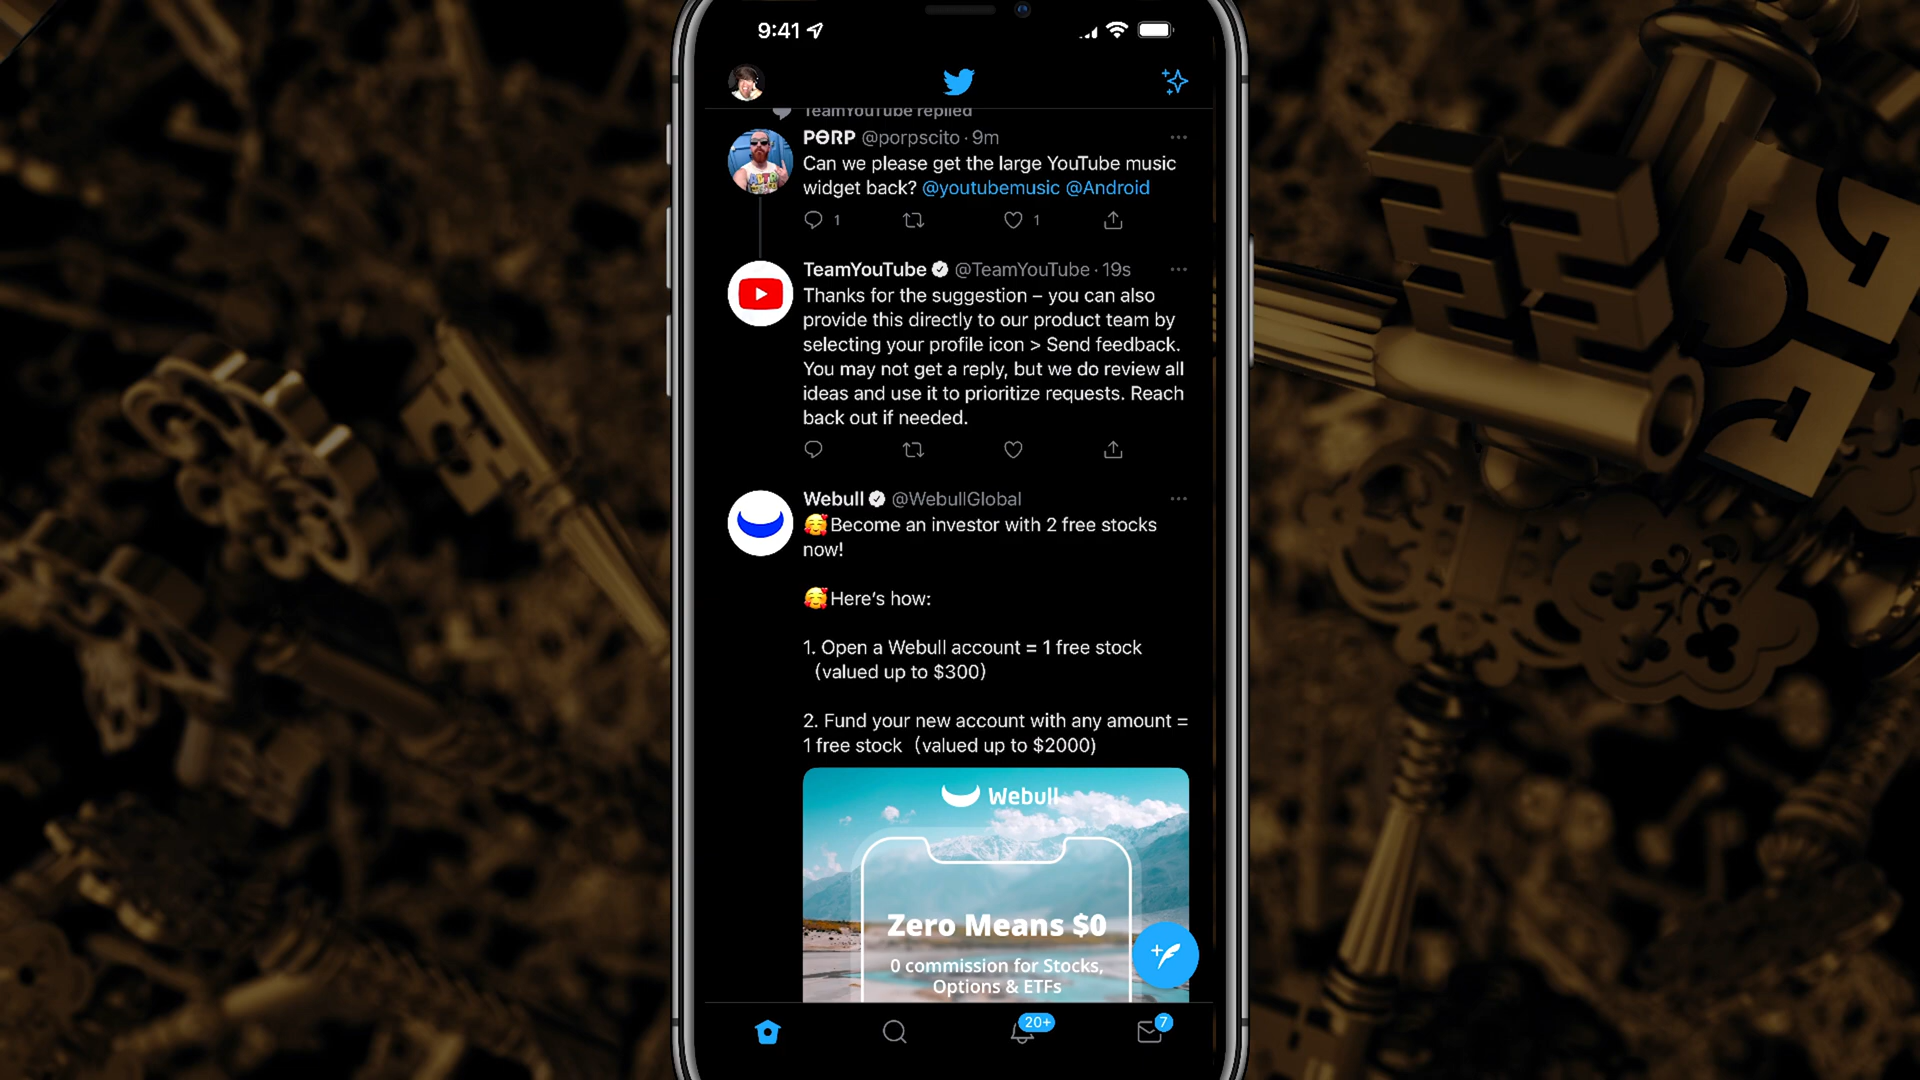 9:41
TeamYouTube replied
PӨRP @porpscito · 9m
Can we please get the large YouTube music
widget back? @youtubemusic @Android
1 1
TeamYouTube @TeamYouTube · 19s
Thanks for the suggestion – you can also
provide this directly to our product team by
selecting your profile icon > Send feedback.
You may not get a reply, but we do review all
ideas and use it to prioritize requests. Reach
back out if needed.
Webull @WebullGlobal
🥰Become an investor with 2 free stocks
now!
🥰Here’s how:
1. Open a Webull account = 1 free stock
（valued up to $300)
2. Fund your new account with any amount =
1 free stock（valued up to $2000)
Webull
Zero Means $0
0 commission for Stocks,
Options & ETFs
20+
7